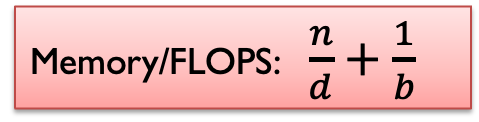 Memory/FLOPS: n/d + 1/b